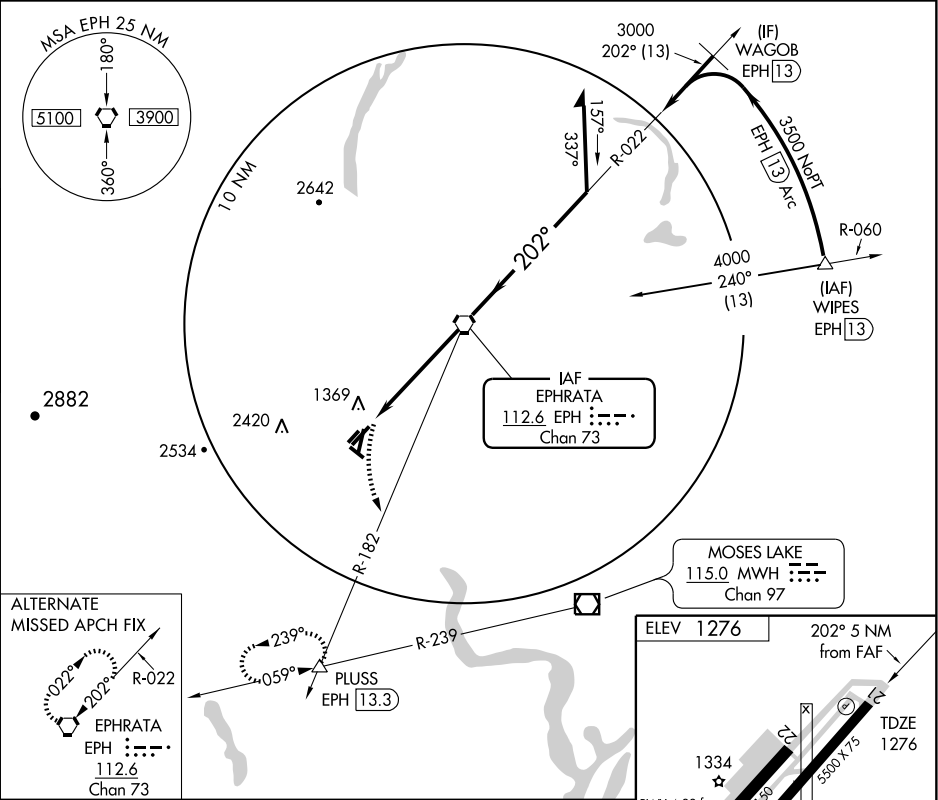 MSA EPH 25 NM
180°
5100
3900
360°
3000
202° (13)
(IF)
WAGOB
EPH 13
157°
337°
R-022
3500 NoPT
EPH 13 Arc
10 NM
2642
202°
4000
240°
(13)
R-060
(IAF)
WIPES
EPH 13
IAF
EPHRATA
112.6 EPH
Chan 73
1369
2882
2420
2534
R-182
MOSES LAKE
115.0 MWH
Chan 97
239°
R-239
059°
PLUSS
EPH 13.3
ALTERNATE
MISSED APCH FIX
022°
202°
R-022
EPHRATA
EPH
112.6
Chan 73
ELEV 1276
202° 5 NM
from FAF
X
P
21
TDZE
1276
22
1334
5500 X 75